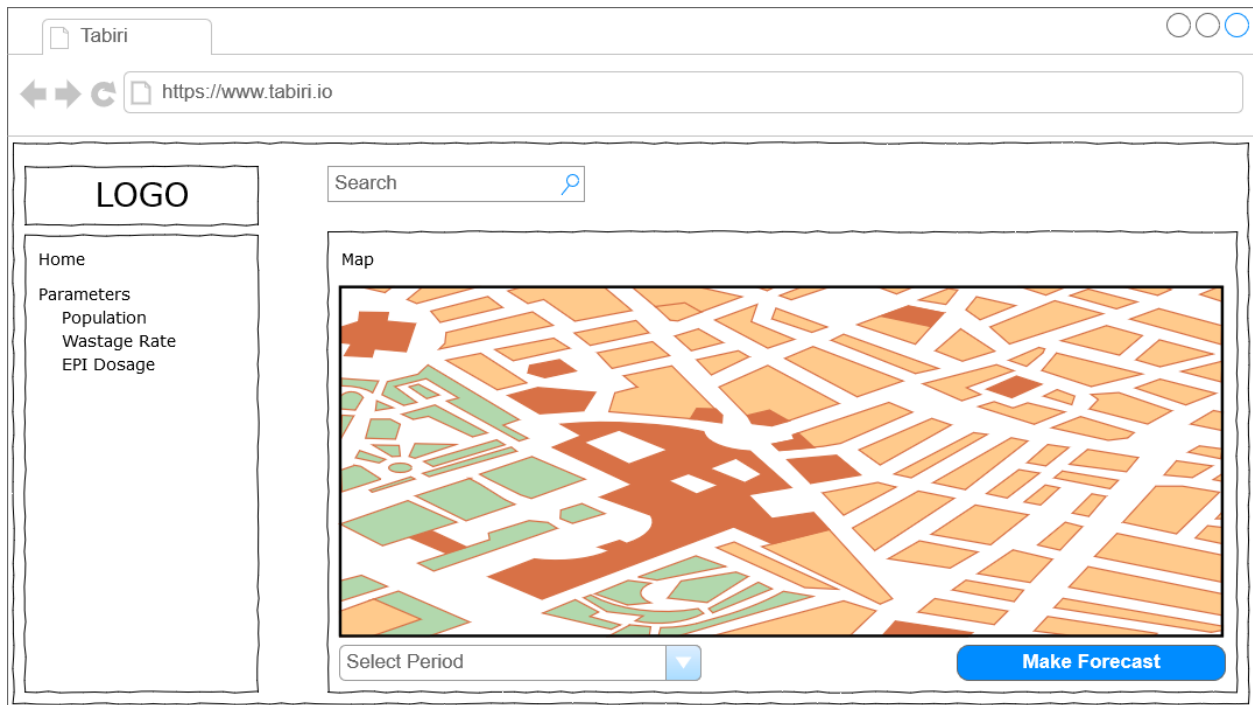 Tabiri
https://www.tabiri.io
LOGO
Search
Home
Parameters
Population
Wastage Rate
EPI Dosage
Map
Select Period
Make Forecast